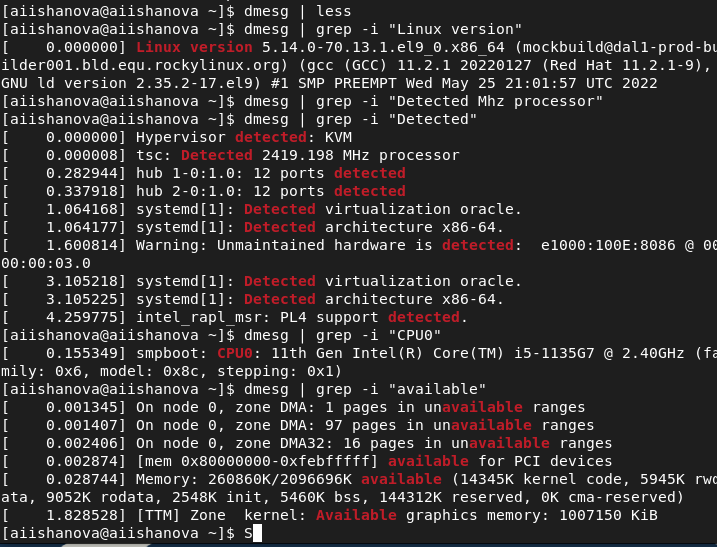 [aiishanova@aiishanova ~]$ dmesg | less
[aiishanova@aiishanova ~]$ dmesg | grep -i "Linux version"
[    0.000000] Linux version 5.14.0-70.13.1.el9_0.x86_64 (mockbuild@dal1-prod-bu
ilder001.bld.equ.rockylinux.org) (gcc (GCC) 11.2.1 20220127 (Red Hat 11.2.1-9),
GNU ld version 2.35.2-17.el9) #1 SMP PREEMPT Wed May 25 21:01:57 UTC 2022
[aiishanova@aiishanova ~]$ dmesg | grep -i "Detected Mhz processor"
[aiishanova@aiishanova ~]$ dmesg | grep -i "Detected"
[    0.000000] Hypervisor detected: KVM
[    0.000008] tsc: Detected 2419.198 MHz processor
[    0.282944] hub 1-0:1.0: 12 ports detected
[    0.337918] hub 2-0:1.0: 12 ports detected
[    1.064168] systemd[1]: Detected virtualization oracle.
[    1.064177] systemd[1]: Detected architecture x86-64.
[    1.600814] Warning: Unmaintained hardware is detected:  e1000:100E:8086 @ 00
00:00:03.0
[    3.105218] systemd[1]: Detected virtualization oracle.
[    3.105225] systemd[1]: Detected architecture x86-64.
[    4.259775] intel_rapl_msr: PL4 support detected.
[aiishanova@aiishanova ~]$ dmesg | grep -i "CPU0"
[    0.155349] smpboot: CPU0: 11th Gen Intel(R) Core(TM) i5-1135G7 @ 2.40GHz (fa
mily: 0x6, model: 0x8c, stepping: 0x1)
[aiishanova@aiishanova ~]$ dmesg | grep -i "available"
[    0.001345] On node 0, zone DMA: 1 pages in unavailable ranges
[    0.001407] On node 0, zone DMA: 97 pages in unavailable ranges
[    0.002406] On node 0, zone DMA32: 16 pages in unavailable ranges
[    0.002874] [mem 0x80000000-0xfebfffff] available for PCI devices
[    0.028744] Memory: 260860K/2096696K available (14345K kernel code, 5945K rwd
ata, 9052K rodata, 2548K init, 5460K bss, 144312K reserved, 0K cma-reserved)
[    1.828528] [TTM] Zone  kernel: Available graphics memory: 1007150 KiB
[aiishanova@aiishanova ~]$ S